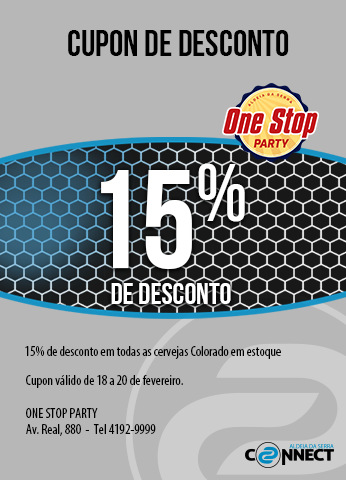 CUPON DE DESCONTO
ALDEIA DA SERRA
One Stop
PARTY
15%
DE DESCONTO
15% de desconto em todas as cervejas Colorado em estoque
Cupon válido de 18 a 20 de fevereiro.
ONE STOP PARTY
Av. Real, 880 - Tel 4192-9999
ALDEIA DA SERRA
CONNECT